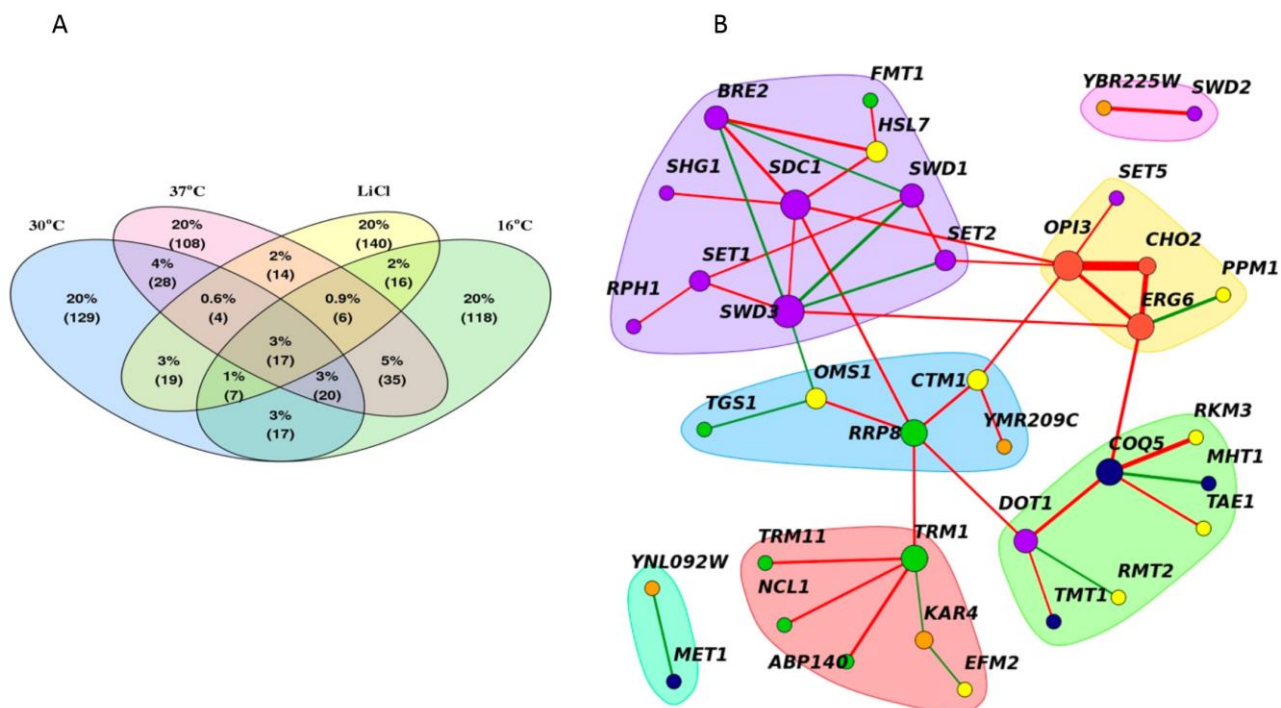 A
B
30°C
37°C
LiCl
16°C
20%
(129)
20%
(108)
20%
(140)
20%
(118)
4%
(28)
2%
(14)
2%
(16)
0.6%
(4)
0.9%
(6)
3%
(17)
3%
(19)
1%
(7)
3%
(20)
5%
(35)
3%
(17)
FMT1
BRE2
HSL7
SHG1
SDC1
SWD1
SET1
SET2
RPH1
SWD3
YBR225W
SWD2
SET5
OPI3
CHO2
PPM1
ERG6
OMS1
CTM1
TGS1
RRP8
YMR209C
RKM3
COQ5
MHT1
TAE1
DOT1
RMT2
TMT1
TRM11
TRM1
NCL1
KAR4
ABP140
EFM2
YNL092W
MET1